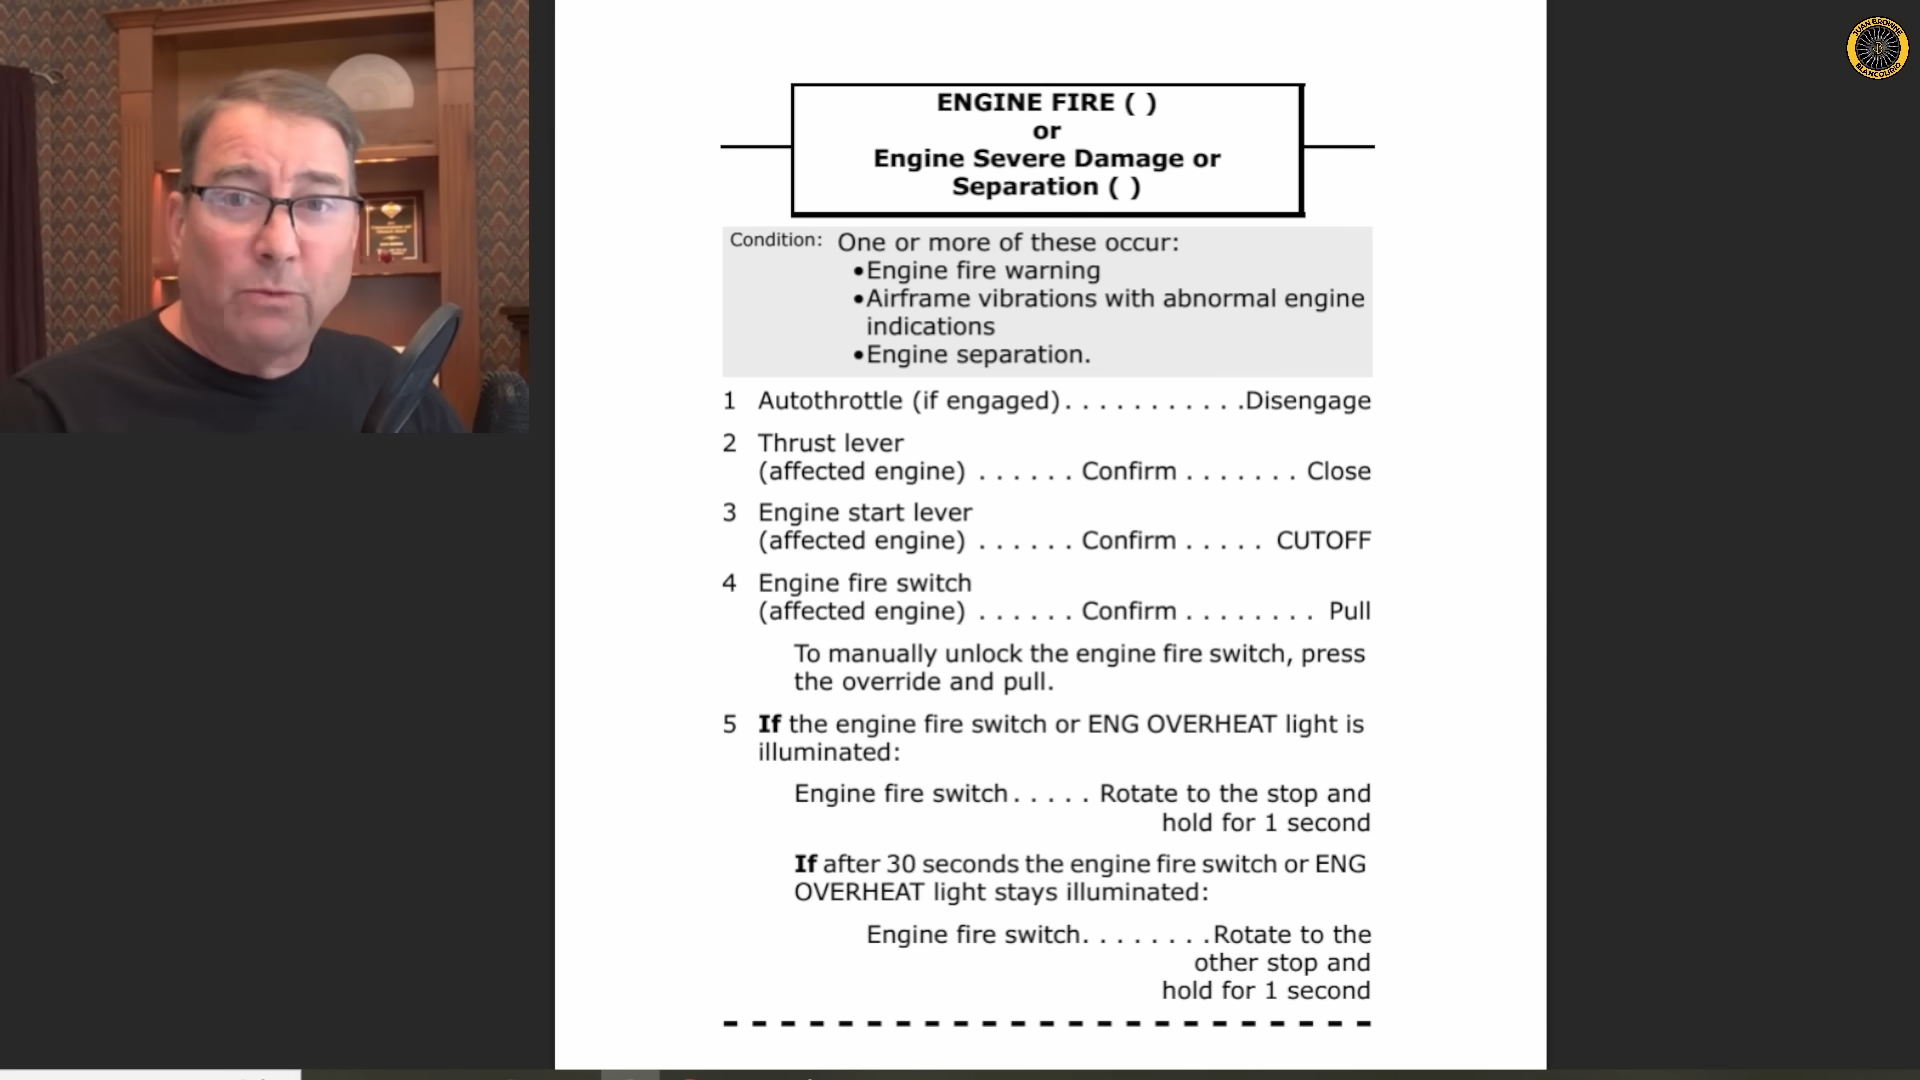 JUAN BROWNE
BLANCOLIRIO
ENGINE FIRE ( )
or
Engine Severe Damage or
Separation ( )
Condition: One or more of these occur:
•Engine fire warning
•Airframe vibrations with abnormal engine
indications
•Engine separation.
1 Autothrottle (if engaged). . . . . . . . . . .Disengage
2 Thrust lever
(affected engine) . . . . . . Confirm . . . . . . . Close
3 Engine start lever
(affected engine) . . . . . . Confirm . . . . . CUTOFF
4 Engine fire switch
(affected engine) . . . . . . Confirm . . . . . . . . Pull
To manually unlock the engine fire switch, press
the override and pull.
5 If the engine fire switch or ENG OVERHEAT light is
illuminated:
Engine fire switch . . . . . Rotate to the stop and
hold for 1 second
If after 30 seconds the engine fire switch or ENG
OVERHEAT light stays illuminated:
Engine fire switch. . . . . . . .Rotate to the
other stop and
hold for 1 second